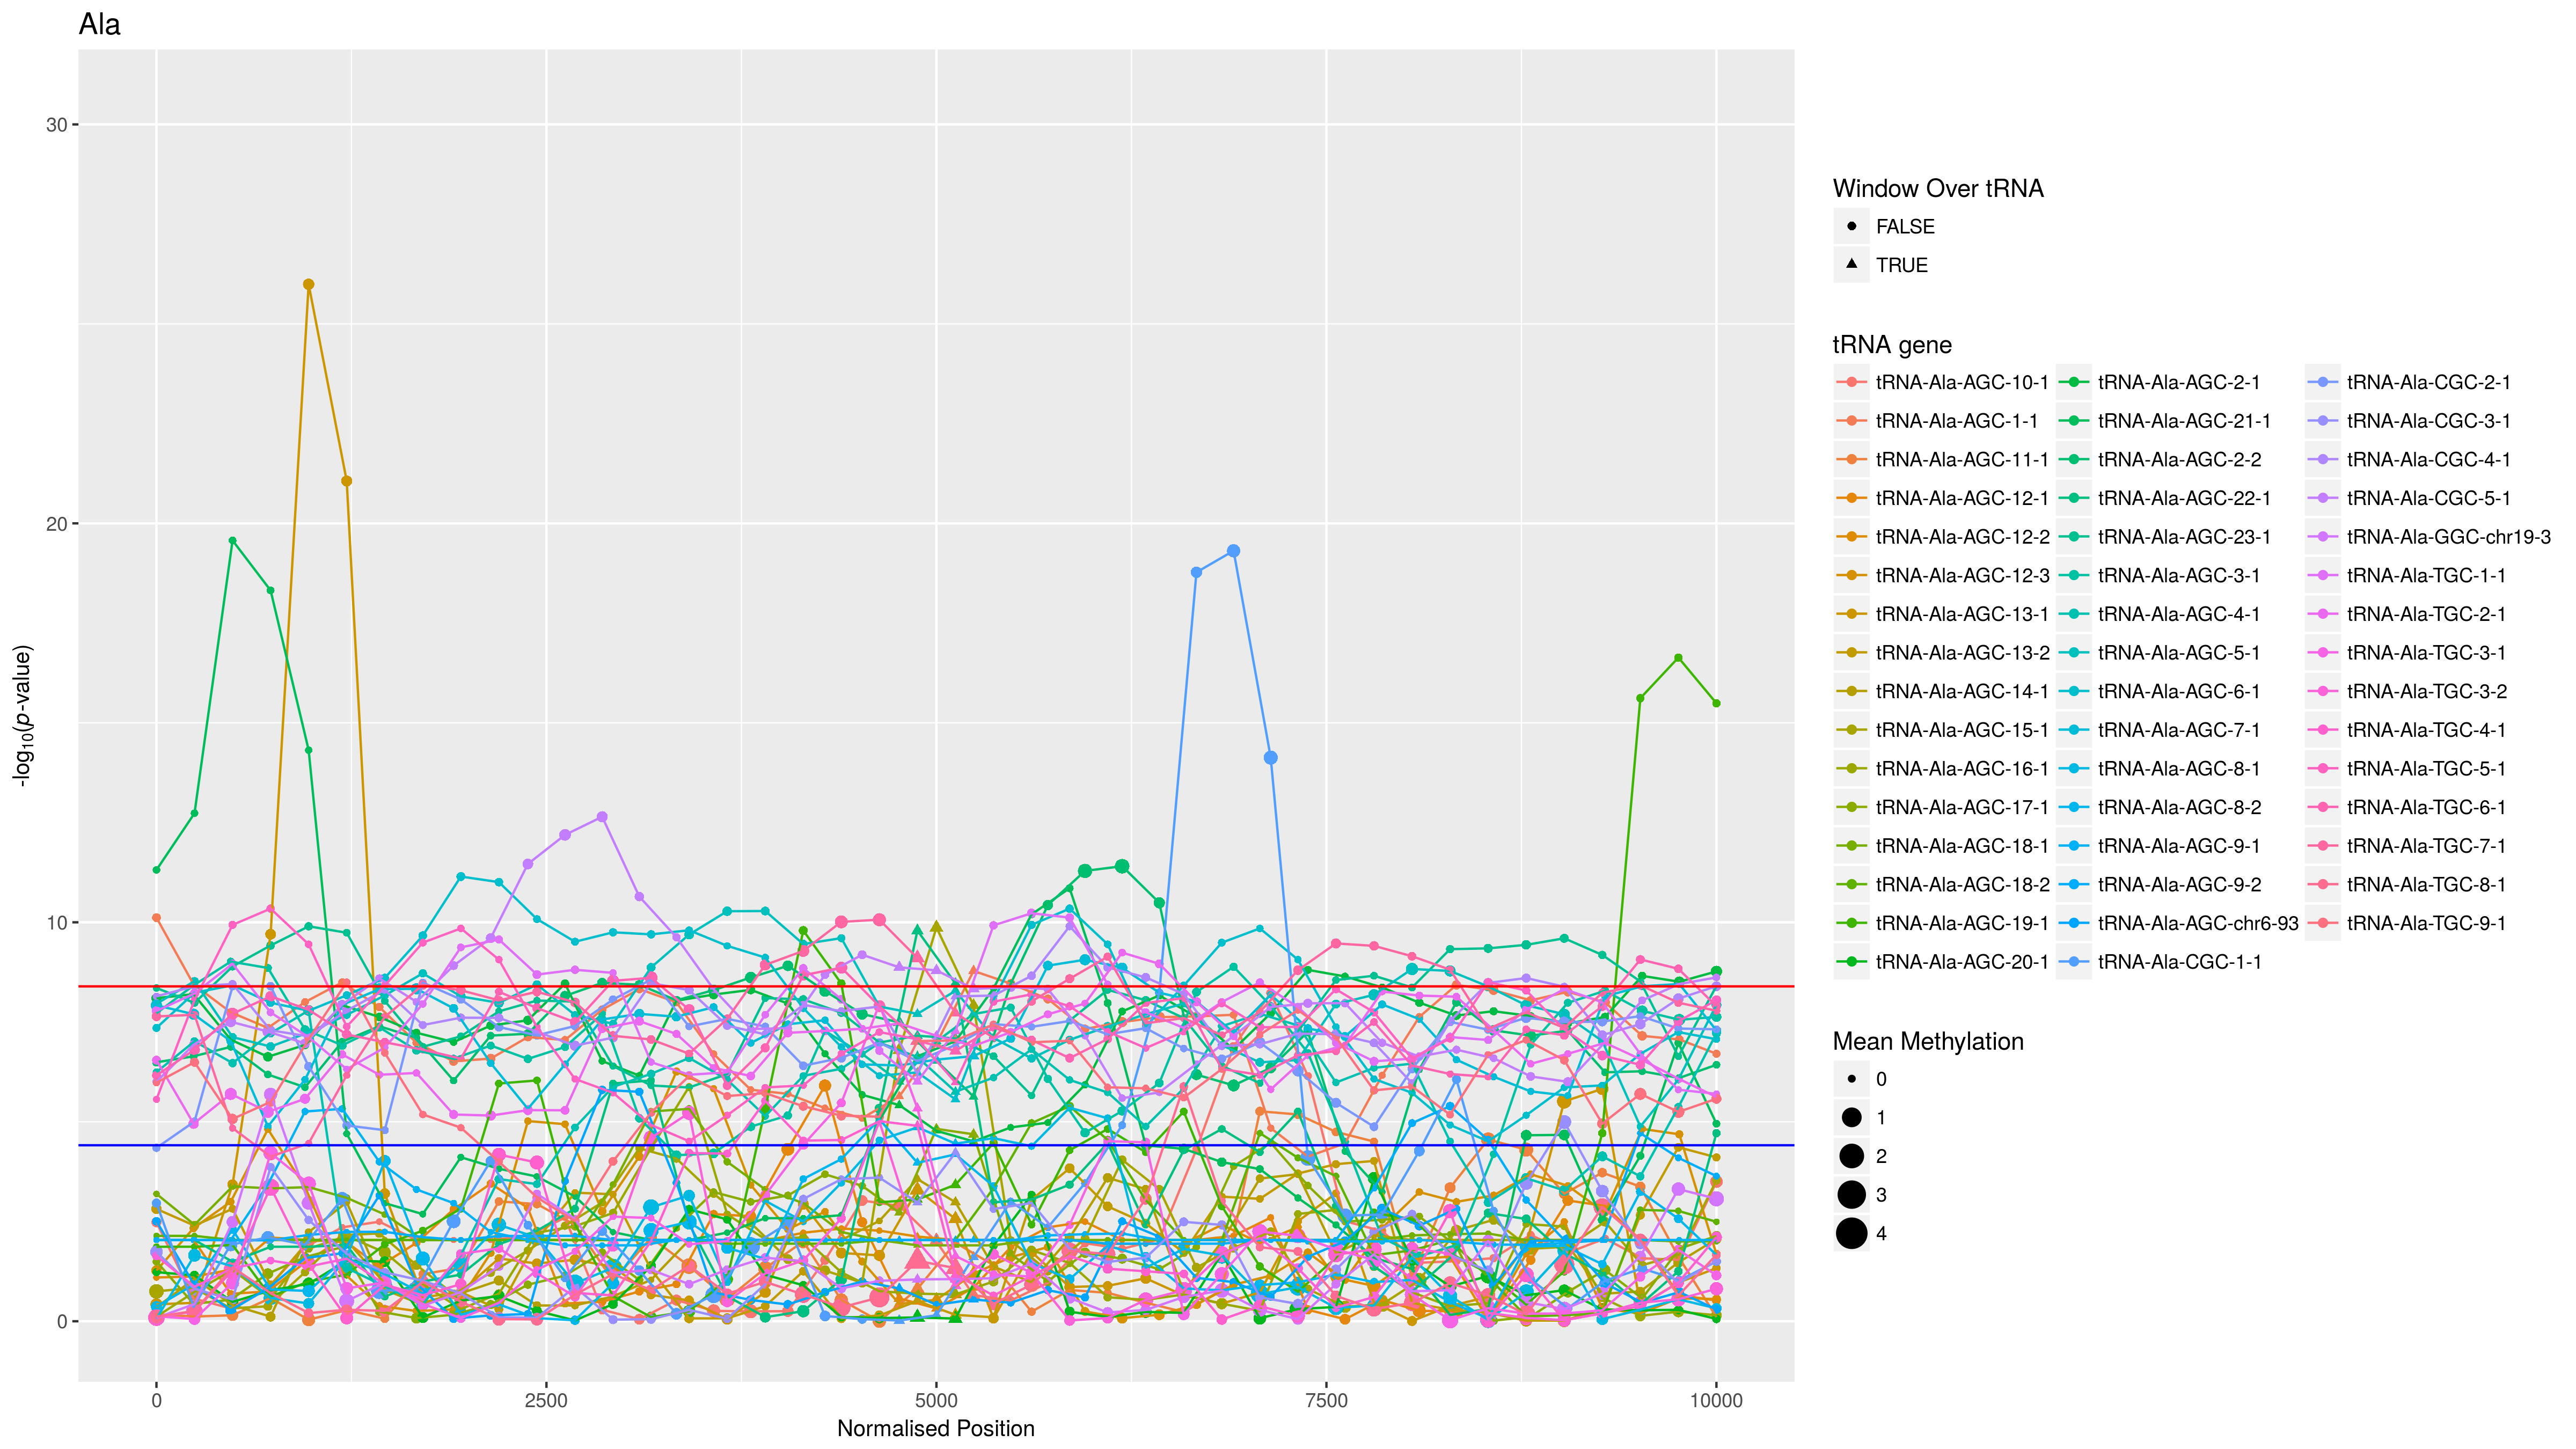 Ala
30
20
10
0
-log10(p-value)
0 2500 5000 7500 10000
Normalised Position
Window Over tRNA
FALSE
TRUE
tRNA gene
tRNA-Ala-AGC-10-1 tRNA-Ala-AGC-2-1 tRNA-Ala-CGC-2-1
tRNA-Ala-AGC-1-1 tRNA-Ala-AGC-21-1 tRNA-Ala-CGC-3-1
tRNA-Ala-AGC-11-1 tRNA-Ala-AGC-2-2 tRNA-Ala-CGC-4-1
tRNA-Ala-AGC-12-1 tRNA-Ala-AGC-22-1 tRNA-Ala-CGC-5-1
tRNA-Ala-AGC-12-2 tRNA-Ala-AGC-23-1 tRNA-Ala-GGC-chr19-3
tRNA-Ala-AGC-12-3 tRNA-Ala-AGC-3-1 tRNA-Ala-TGC-1-1
tRNA-Ala-AGC-13-1 tRNA-Ala-AGC-4-1 tRNA-Ala-TGC-2-1
tRNA-Ala-AGC-13-2 tRNA-Ala-AGC-5-1 tRNA-Ala-TGC-3-1
tRNA-Ala-AGC-14-1 tRNA-Ala-AGC-6-1 tRNA-Ala-TGC-3-2
tRNA-Ala-AGC-15-1 tRNA-Ala-AGC-7-1 tRNA-Ala-TGC-4-1
tRNA-Ala-AGC-16-1 tRNA-Ala-AGC-8-1 tRNA-Ala-TGC-5-1
tRNA-Ala-AGC-17-1 tRNA-Ala-AGC-8-2 tRNA-Ala-TGC-6-1
tRNA-Ala-AGC-18-1 tRNA-Ala-AGC-9-1 tRNA-Ala-TGC-7-1
tRNA-Ala-AGC-18-2 tRNA-Ala-AGC-9-2 tRNA-Ala-TGC-8-1
tRNA-Ala-AGC-19-1 tRNA-Ala-AGC-chr6-93 tRNA-Ala-TGC-9-1
tRNA-Ala-AGC-20-1 tRNA-Ala-CGC-1-1
Mean Methylation
0
1
2
3
4